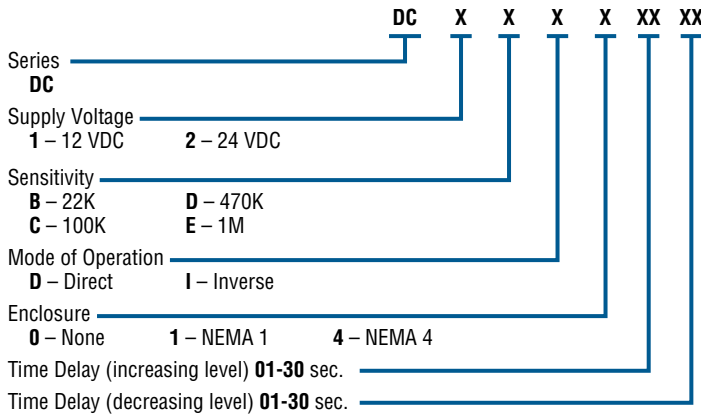 DC X X X X XX XX
Series
DC
Supply Voltage
1 – 12 VDC 2 – 24 VDC
Sensitivity
B – 22K D – 470K
C – 100K E – 1M
Mode of Operation
D – Direct I – Inverse
Enclosure
0 – None 1 – NEMA 1 4 – NEMA 4
Time Delay (increasing level) 01-30 sec.
Time Delay (decreasing level) 01-30 sec.